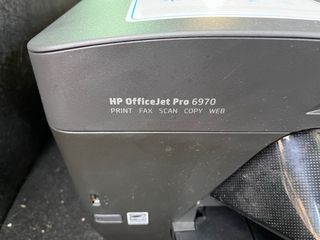 HP OfficeJet Pro 6970
PRINT FAX SCAN COPY WEB